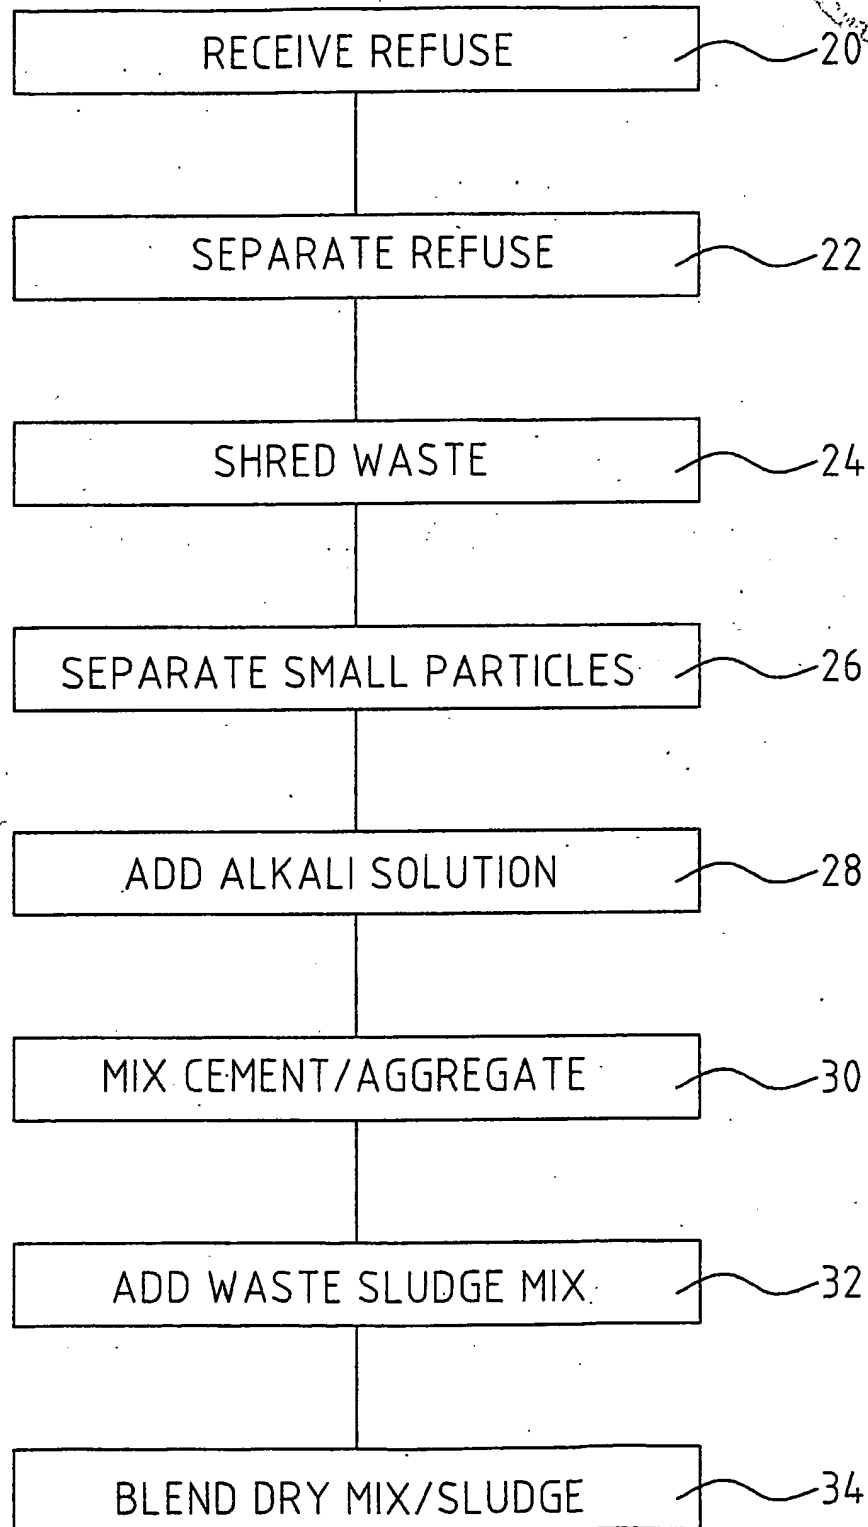 RECEIVE REFUSE 20
SEPARATE REFUSE 22
SHRED WASTE 24
SEPARATE SMALL PARTICLES 26
ADD ALKALI SOLUTION 28
MIX CEMENT/AGGREGATE 30
ADD WASTE SLUDGE MIX 32
BLEND DRY MIX/SLUDGE 34